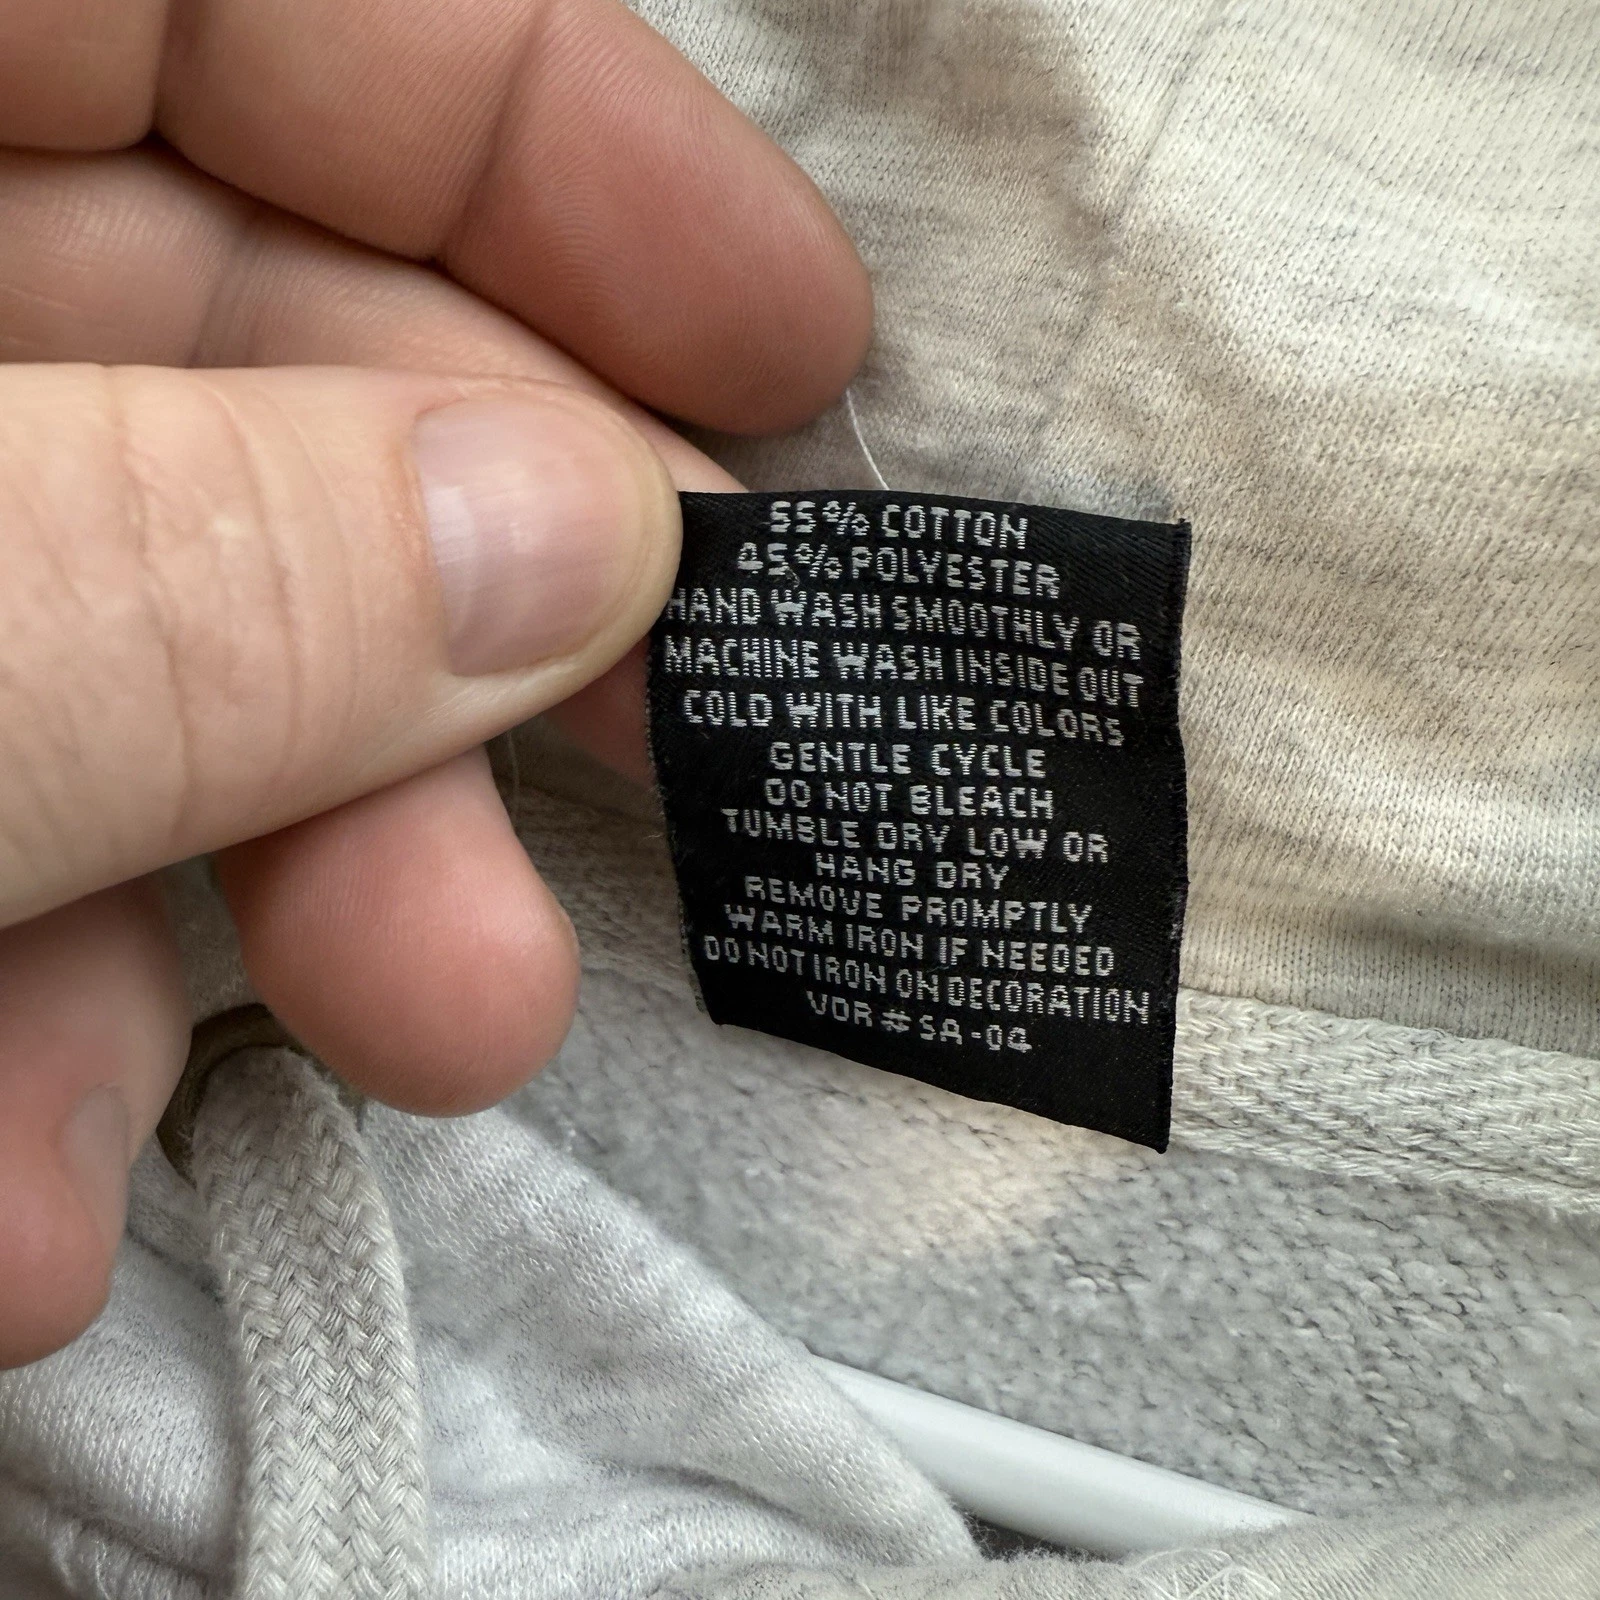 55% COTTON
45% POLYESTER
HAND WASH SMOOTHLY OR
MACHINE WASH INSIDE OUT
COLD WITH LIKE COLORS
GENTLE CYCLE
DO NOT BLEACH
TUMBLE DRY LOW OR
HANG DRY
REMOVE PROMPTLY
WARM IRON IF NEEDED
DO NOT IRON ON DECORATION
VDR # SA-04